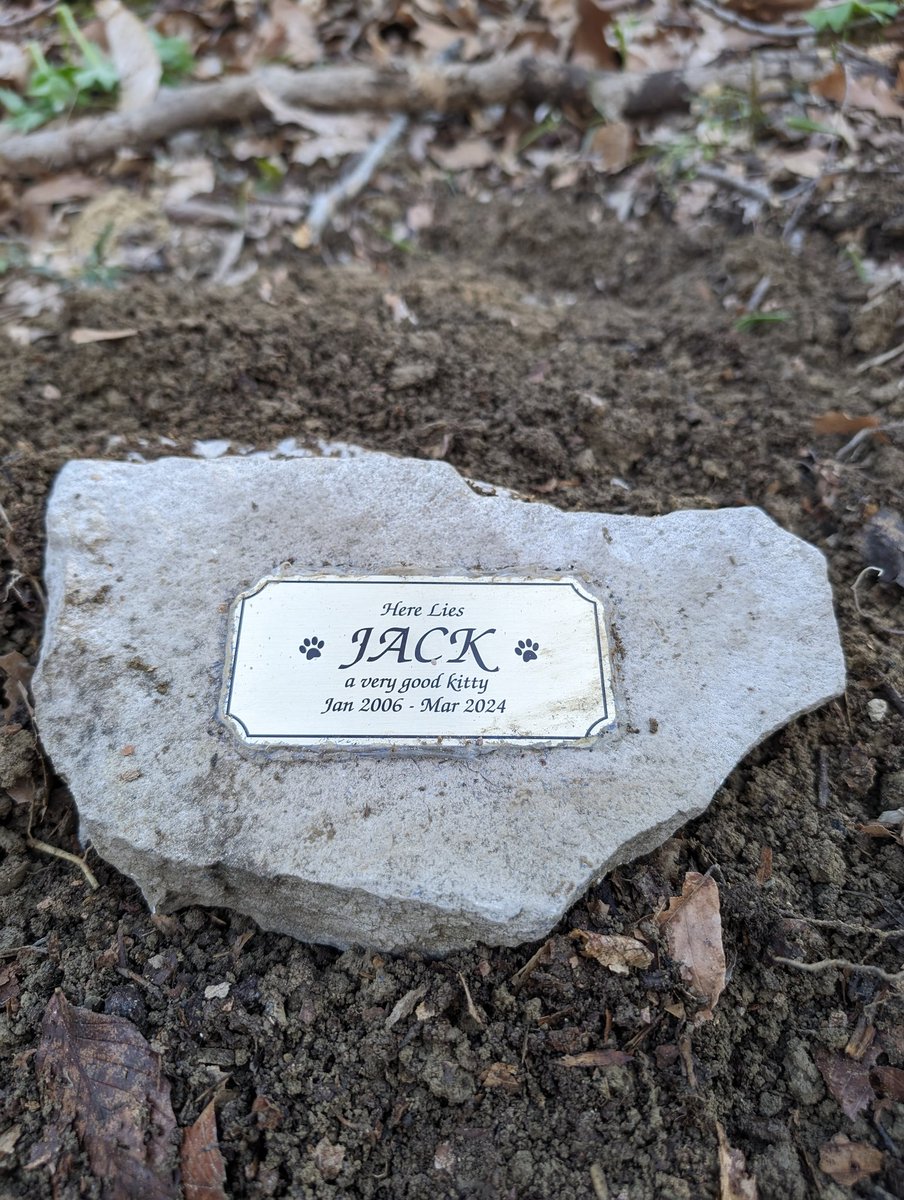 Here Lies
JACK
a very good kitty
Jan 2006 - Mar 2024